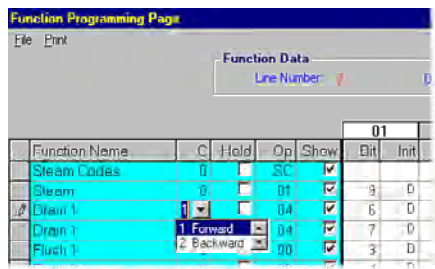 Function Programming Page
File Print
Function Data
Line Number:
01
Function Name C Hold Op Show Bit Init
Steam Codes 0 SC
Steam 0 01 8 D
Drain 1 1 04 6 D
Drain 1 04 7 D
Flush 1 00 3 D
1 Forward
2 Backward